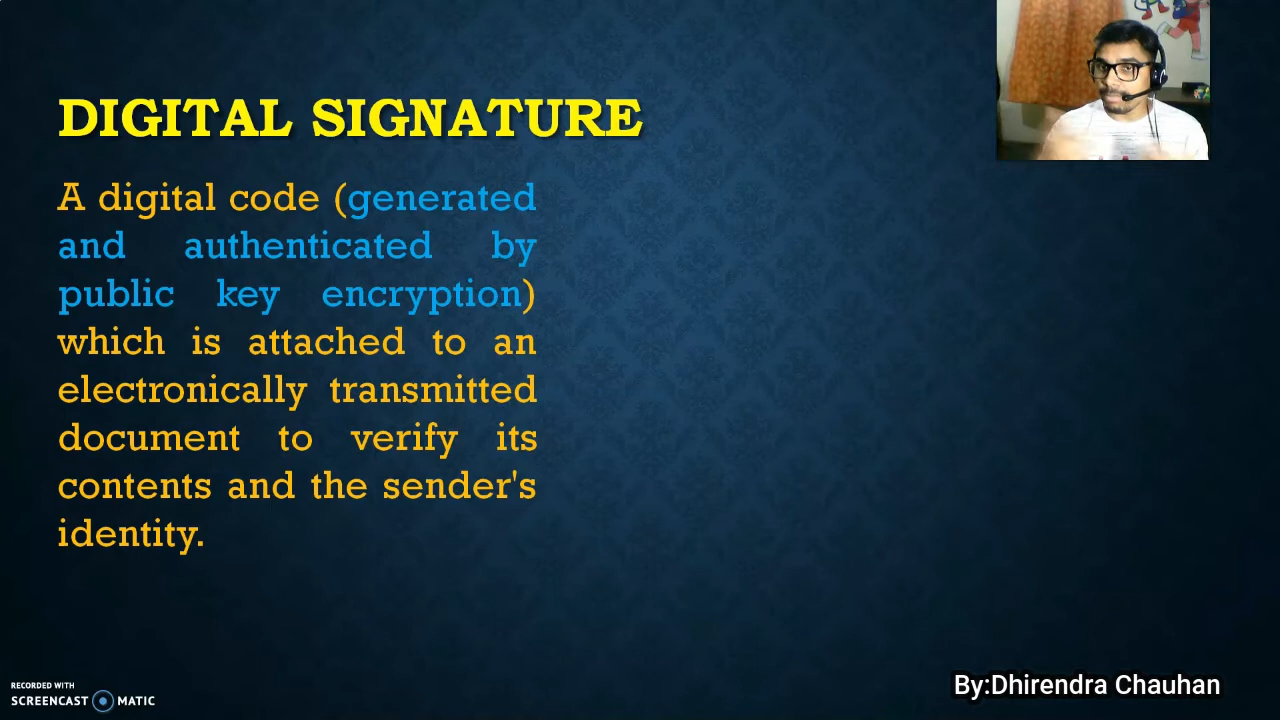 DIGITAL SIGNATURE
A digital code (generated
and authenticated by
public key encryption)
which is attached to an
electronically transmitted
document to verify its
contents and the sender's
identity.
RECORDED WITH
SCREENCAST MATIC
By:Dhirendra Chauhan